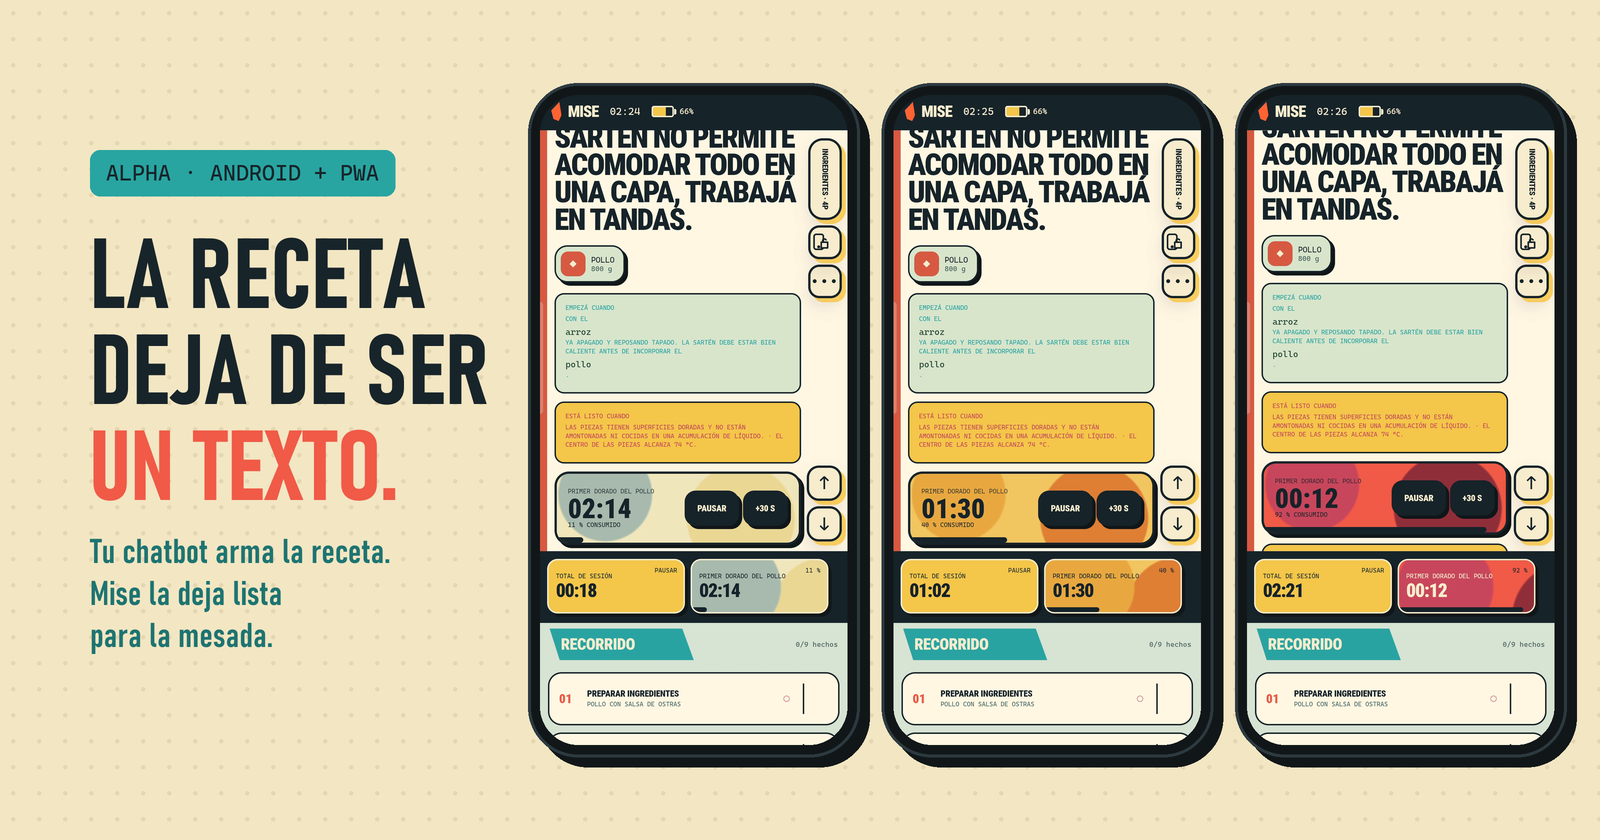 ALPHA · ANDROID + PWA
LA RECETA
DEJA DE SER
UN TEXTO.
Tu chatbot arma la receta.
Mise la deja lista
para la mesada.
MISE 02:24 66%
SARTÉN NO PERMITE
ACOMODAR TODO EN
UNA CAPA, TRABAJÁ
EN TANDAS.
INGREDIENTES · 4P
POLLO
800 g
EMPEZÁ CUANDO
CON EL
arroz
YA APAGADO Y REPOSANDO TAPADO. LA SARTÉN DEBE ESTAR BIEN
CALIENTE ANTES DE INCORPORAR EL
pollo
.
ESTÁ LISTO CUANDO
LAS PIEZAS TIENEN SUPERFICIES DORADAS Y NO ESTÁN
AMONTONADAS NI COCIDAS EN UNA ACUMULACIÓN DE LÍQUIDO. · EL
CENTRO DE LAS PIEZAS ALCANZA 74 °C.
PRIMER DORADO DEL POLLO
02:14
11 % CONSUMIDO
PAUSAR
+30 S
↑
↓
PAUSAR
TOTAL DE SESIÓN
00:18
11 %
PRIMER DORADO DEL POLLO
02:14
RECORRIDO
0/9 hechos
01
PREPARAR INGREDIENTES
POLLO CON SALSA DE OSTRAS
MISE 02:25 66%
SARTÉN NO PERMITE
ACOMODAR TODO EN
UNA CAPA, TRABAJÁ
EN TANDAS.
INGREDIENTES · 4P
POLLO
800 g
EMPEZÁ CUANDO
CON EL
arroz
YA APAGADO Y REPOSANDO TAPADO. LA SARTÉN DEBE ESTAR BIEN
CALIENTE ANTES DE INCORPORAR EL
pollo
.
ESTÁ LISTO CUANDO
LAS PIEZAS TIENEN SUPERFICIES DORADAS Y NO ESTÁN
AMONTONADAS NI COCIDAS EN UNA ACUMULACIÓN DE LÍQUIDO. · EL
CENTRO DE LAS PIEZAS ALCANZA 74 °C.
PRIMER DORADO DEL POLLO
01:30
40 % CONSUMIDO
PAUSAR
+30 S
↑
↓
PAUSAR
TOTAL DE SESIÓN
01:02
40 %
PRIMER DORADO DEL POLLO
01:30
RECORRIDO
0/9 hechos
01
PREPARAR INGREDIENTES
POLLO CON SALSA DE OSTRAS
MISE 02:26 66%
SARTÉN NO PERMITE
ACOMODAR TODO EN
UNA CAPA, TRABAJÁ
EN TANDAS.
INGREDIENTES · 4P
POLLO
800 g
EMPEZÁ CUANDO
CON EL
arroz
YA APAGADO Y REPOSANDO TAPADO. LA SARTÉN DEBE ESTAR BIEN
CALIENTE ANTES DE INCORPORAR EL
pollo
.
ESTÁ LISTO CUANDO
LAS PIEZAS TIENEN SUPERFICIES DORADAS Y NO ESTÁN
AMONTONADAS NI COCIDAS EN UNA ACUMULACIÓN DE LÍQUIDO. · EL
CENTRO DE LAS PIEZAS ALCANZA 74 °C.
PRIMER DORADO DEL POLLO
00:12
92 % CONSUMIDO
PAUSAR
+30 S
↑
↓
PAUSAR
TOTAL DE SESIÓN
02:21
92 %
PRIMER DORADO DEL POLLO
00:12
RECORRIDO
0/9 hechos
01
PREPARAR INGREDIENTES
POLLO CON SALSA DE OSTRAS